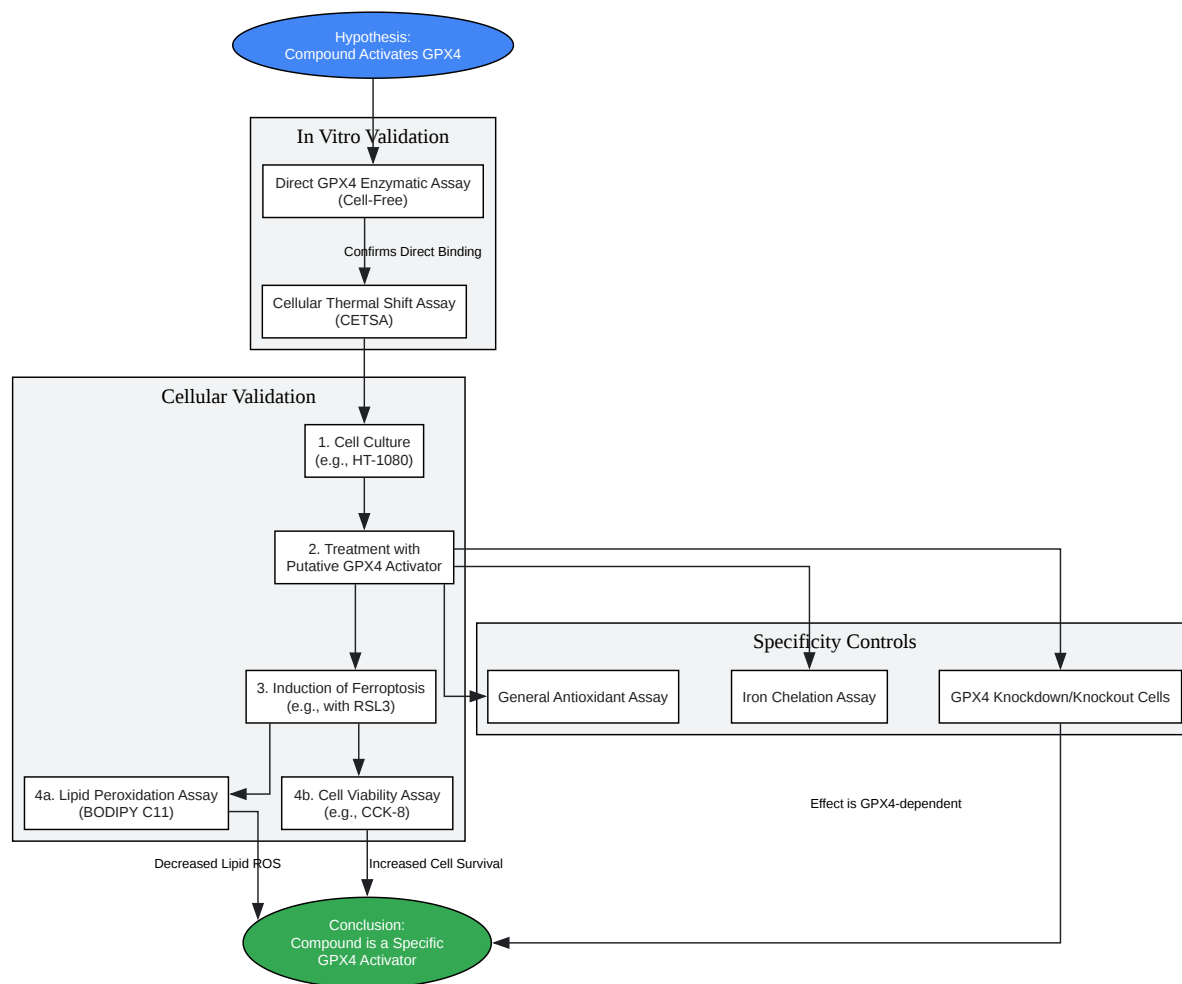 Hypothesis:
Compound Activates GPX4
In Vitro Validation
Direct GPX4 Enzymatic Assay
(Cell-Free)
Confirms Direct Binding
Cellular Thermal Shift Assay
(CETSA)
Cellular Validation
1. Cell Culture
(e.g., HT-1080)
2. Treatment with
Putative GPX4 Activator
Specificity Controls
3. Induction of Ferroptosis
(e.g., with RSL3)
General Antioxidant Assay
Iron Chelation Assay
GPX4 Knockdown/Knockout Cells
4a. Lipid Peroxidation Assay
(BODIPY C11)
4b. Cell Viability Assay
(e.g., CCK-8)
Effect is GPX4-dependent
Decreased Lipid ROS
Increased Cell Survival
Conclusion:
Compound is a Specific
GPX4 Activator